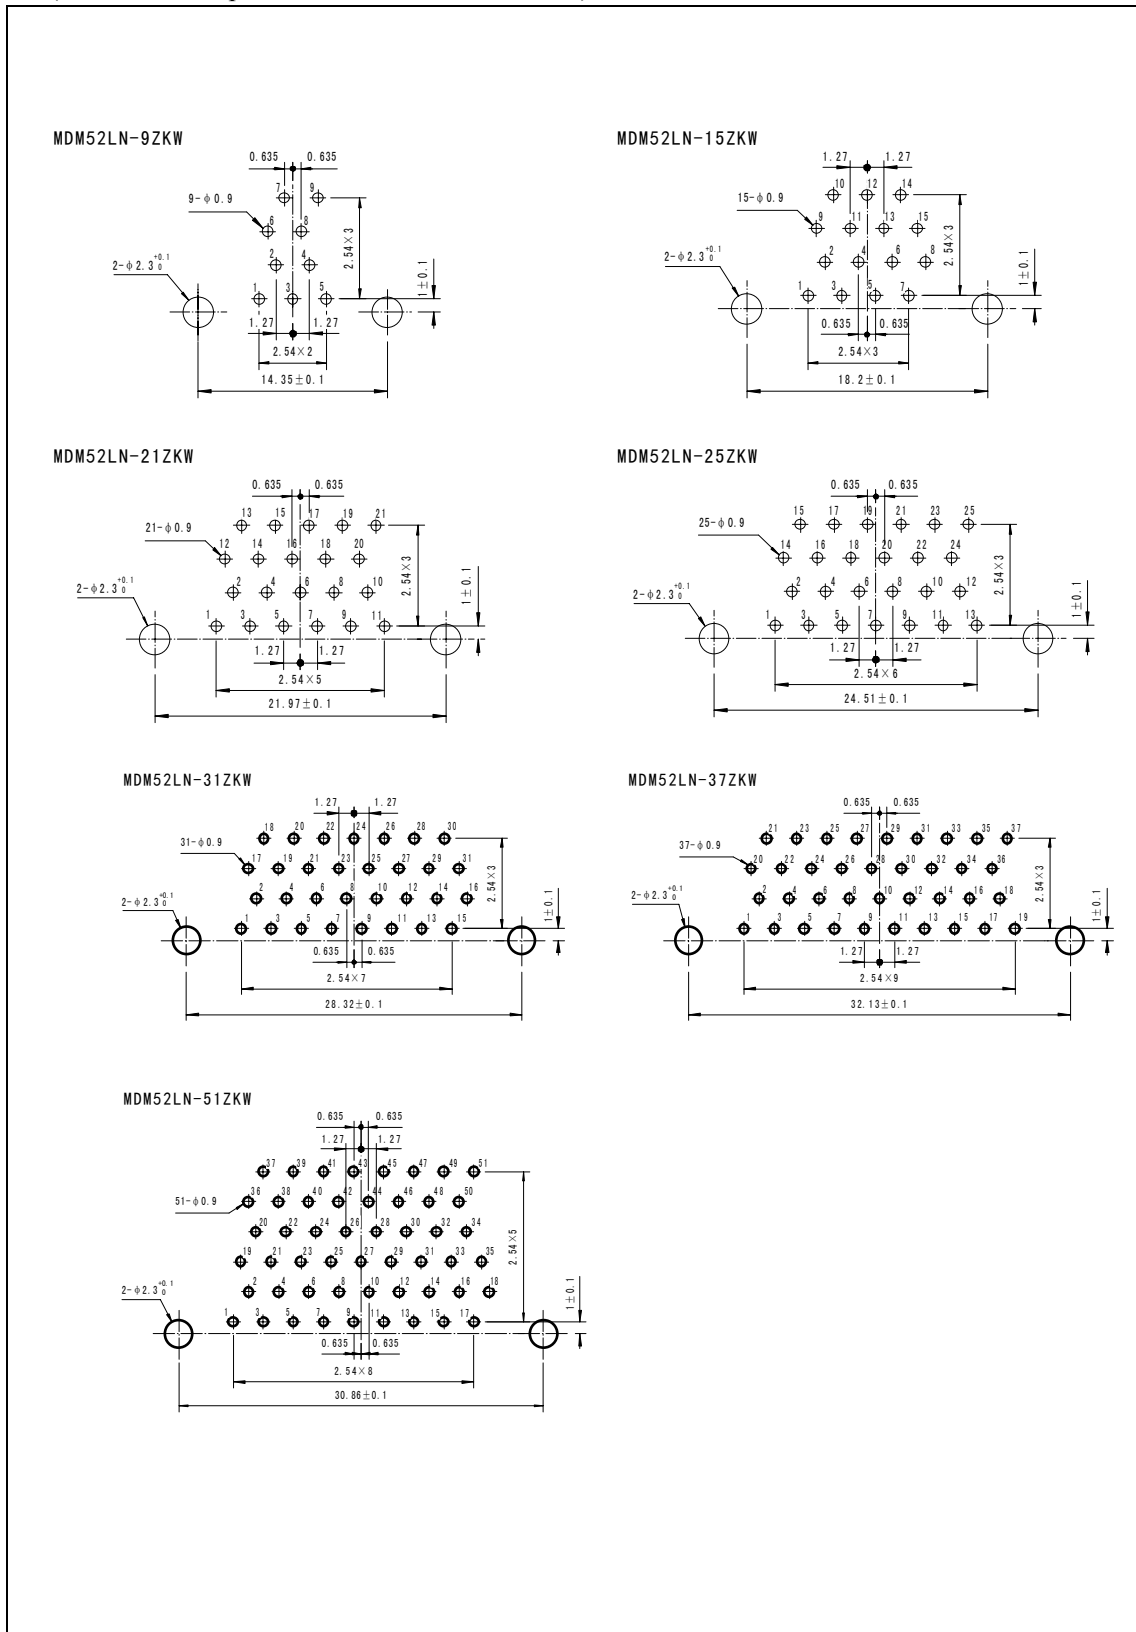 MDM52LN-9ZKW
0.635 0.635
7 9
9-φ0.9
6 8
2.54×3
2-φ2.3 +0.1 0
2 4
1±0.1
1 3 5
1.27 1.27
2.54×2
14.35±0.1
MDM52LN-15ZKW
1.27 1.27
10 12 14
15-φ0.9
9 11 13 15
2.54×3
2-φ2.3 +0.1 0
2 4 6 8
1±0.1
1 3 5 7
0.635 0.635
2.54×3
18.2±0.1
MDM52LN-21ZKW
0.635 0.635
13 15 17 19 21
21-φ0.9
12 14 16 18 20
2.54×3
2-φ2.3 +0.1 0
2 4 6 8 10
1±0.1
1 3 5 7 9 11
1.27 1.27
2.54×5
21.97±0.1
MDM52LN-25ZKW
0.635 0.635
15 17 19 21 23 25
25-φ0.9
14 16 18 20 22 24
2.54×3
2-φ2.3 +0.1 0
2 4 6 8 10 12
1±0.1
1 3 5 7 9 11 13
1.27 1.27
2.54×6
24.51±0.1
MDM52LN-31ZKW
1.27 1.27
18 20 22 24 26 28 30
31-φ0.9
17 19 21 23 25 27 29 31
2.54×3
2-φ2.3 +0.1 0
2 4 6 8 10 12 14 16
1±0.1
1 3 5 7 9 11 13 15
0.635 0.635
2.54×7
28.32±0.1
MDM52LN-37ZKW
0.635 0.635
21 23 25 27 29 31 33 35 37
37-φ0.9
20 22 24 26 28 30 32 34 36
2.54×3
2-φ2.3 +0.1 0
2 4 6 8 10 12 14 16 18
1±0.1
1 3 5 7 9 11 13 15 17 19
1.27 1.27
2.54×9
32.13±0.1
MDM52LN-51ZKW
0.635 0.635
1.27 1.27
37 39 41 43 45 47 49 51
51-φ0.9
36 38 40 42 44 46 48 50
20 22 24 26 28 30 32 34
2.54×5
19 21 23 25 27 29 31 33 35
2-φ2.3 +0.1 0
2 4 6 8 10 12 14 16 18
1±0.1
1 3 5 7 9 11 13 15 17
0.635 0.635
2.54×8
30.86±0.1